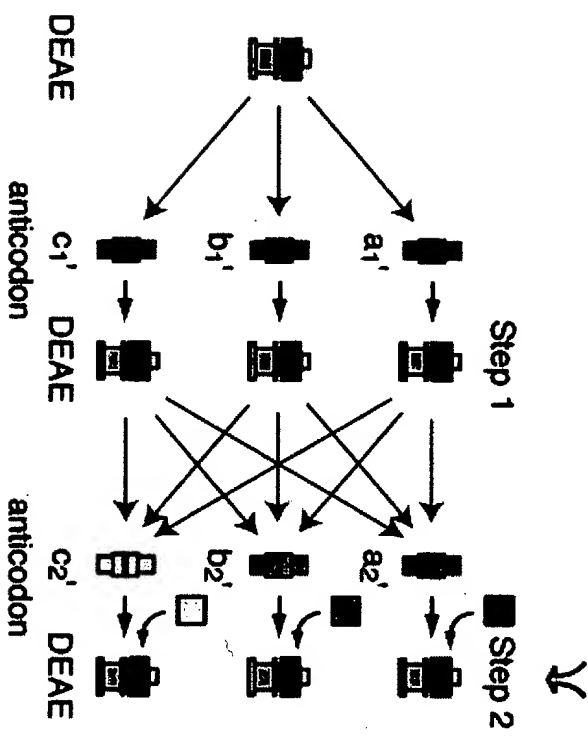 Step 1
Step 2
a₁'
a₂'
b₁'
b₂'
DEAE
c₁'
DEAE
c₂'
DEAE
anticodon
anticodon